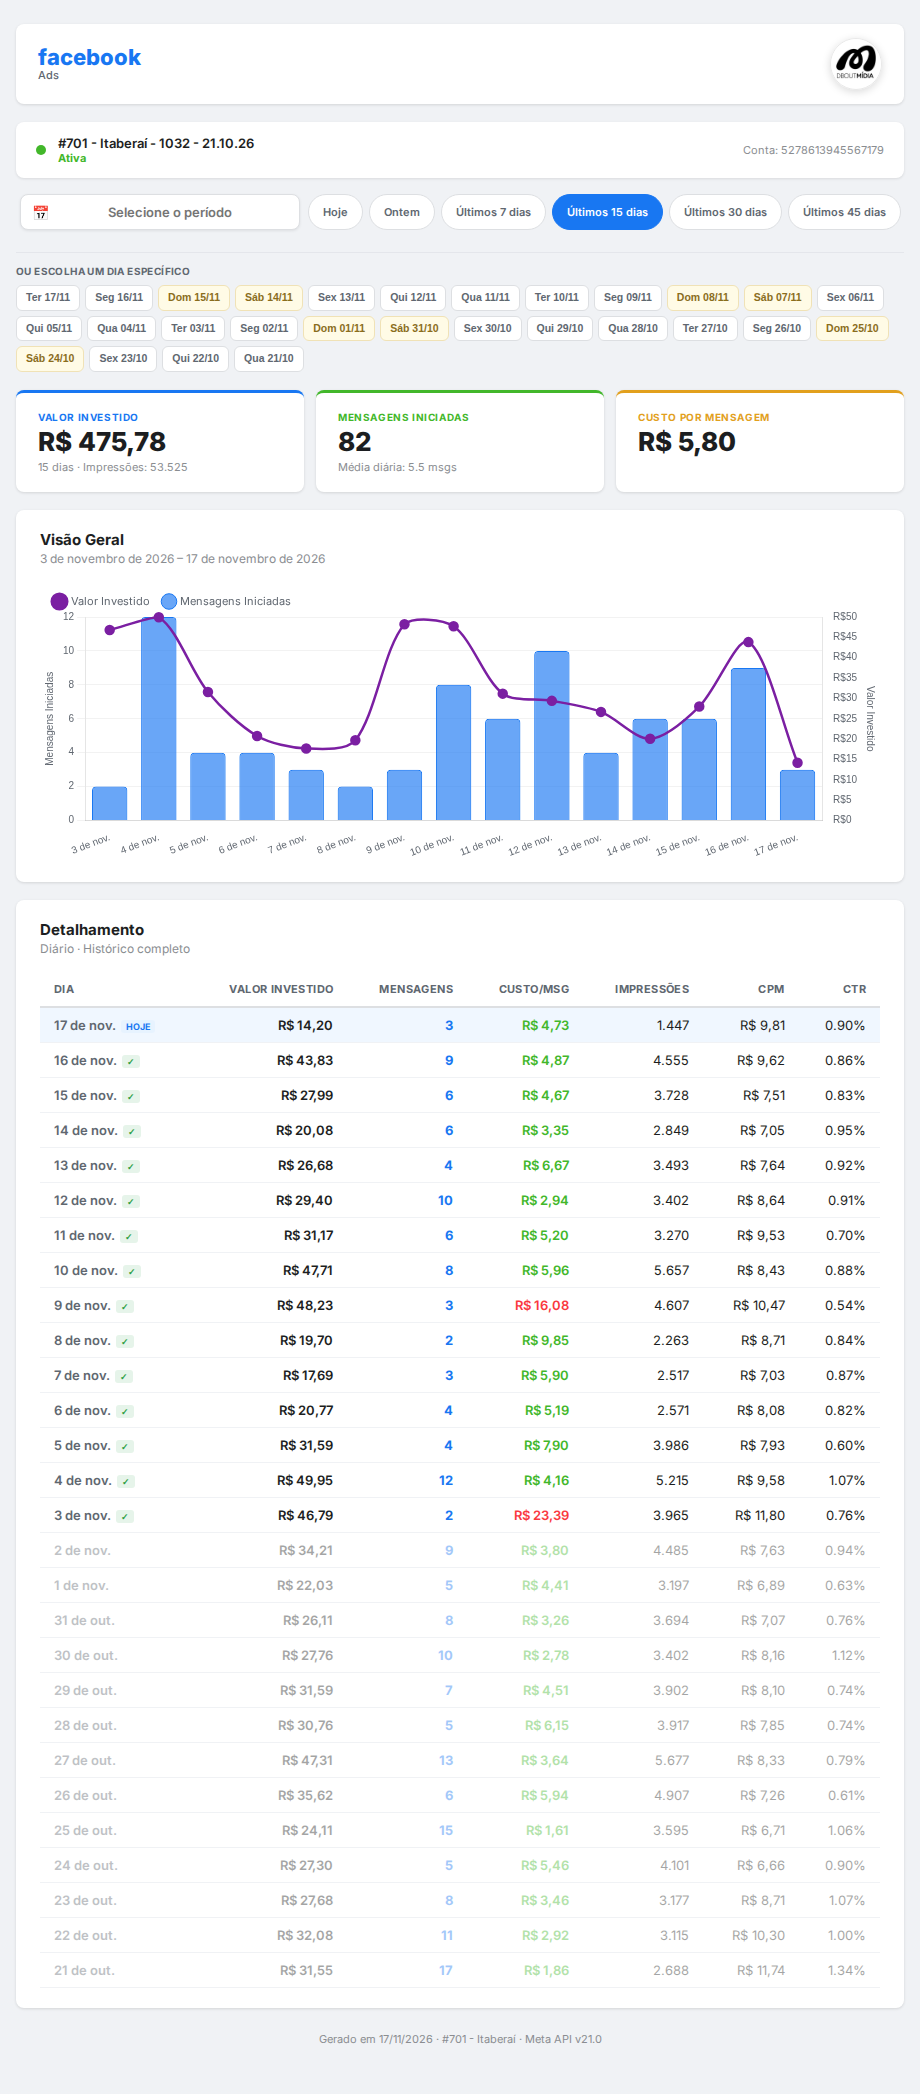 facebook
Ads
DBOUTMÍDIA
#701 - Itaberaí - 1032 - 21.10.26
Ativa
Conta: 5278613945567179
Selecione o período
Hoje
Ontem
Últimos 7 dias
Últimos 15 dias
Últimos 30 dias
Últimos 45 dias
OU ESCOLHA UM DIA ESPECÍFICO
Ter 17/11 Seg 16/11 Dom 15/11 Sáb 14/11 Sex 13/11 Qui 12/11 Qua 11/11 Ter 10/11 Seg 09/11 Dom 08/11 Sáb 07/11 Sex 06/11
Qui 05/11 Qua 04/11 Ter 03/11 Seg 02/11 Dom 01/11 Sáb 31/10 Sex 30/10 Qui 29/10 Qua 28/10 Ter 27/10 Seg 26/10 Dom 25/10
Sáb 24/10 Sex 23/10 Qui 22/10 Qua 21/10
VALOR INVESTIDO
R$ 475,78
15 dias · Impressões: 53.525
MENSAGENS INICIADAS
82
Média diária: 5.5 msgs
CUSTO POR MENSAGEM
R$ 5,80
Visão Geral
3 de novembro de 2026 – 17 de novembro de 2026
Valor Investido Mensagens Iniciadas
Mensagens Iniciadas
12
10
8
6
4
2
0
R$50
R$45
R$40
R$35
R$30
R$25
R$20
R$15
R$10
R$5
R$0
Valor Investido
3 de nov. 4 de nov. 5 de nov. 6 de nov. 7 de nov. 8 de nov. 9 de nov. 10 de nov. 11 de nov. 12 de nov. 13 de nov. 14 de nov. 15 de nov. 16 de nov. 17 de nov.
Detalhamento
Diário · Histórico completo
DIA VALOR INVESTIDO MENSAGENS CUSTO/MSG IMPRESSÕES CPM CTR
17 de nov. HOJE R$ 14,20 3 R$ 4,73 1.447 R$ 9,81 0.90%
16 de nov. ✓ R$ 43,83 9 R$ 4,87 4.555 R$ 9,62 0.86%
15 de nov. ✓ R$ 27,99 6 R$ 4,67 3.728 R$ 7,51 0.83%
14 de nov. ✓ R$ 20,08 6 R$ 3,35 2.849 R$ 7,05 0.95%
13 de nov. ✓ R$ 26,68 4 R$ 6,67 3.493 R$ 7,64 0.92%
12 de nov. ✓ R$ 29,40 10 R$ 2,94 3.402 R$ 8,64 0.91%
11 de nov. ✓ R$ 31,17 6 R$ 5,20 3.270 R$ 9,53 0.70%
10 de nov. ✓ R$ 47,71 8 R$ 5,96 5.657 R$ 8,43 0.88%
9 de nov. ✓ R$ 48,23 3 R$ 16,08 4.607 R$ 10,47 0.54%
8 de nov. ✓ R$ 19,70 2 R$ 9,85 2.263 R$ 8,71 0.84%
7 de nov. ✓ R$ 17,69 3 R$ 5,90 2.517 R$ 7,03 0.87%
6 de nov. ✓ R$ 20,77 4 R$ 5,19 2.571 R$ 8,08 0.82%
5 de nov. ✓ R$ 31,59 4 R$ 7,90 3.986 R$ 7,93 0.60%
4 de nov. ✓ R$ 49,95 12 R$ 4,16 5.215 R$ 9,58 1.07%
3 de nov. ✓ R$ 46,79 2 R$ 23,39 3.965 R$ 11,80 0.76%
2 de nov. R$ 34,21 9 R$ 3,80 4.485 R$ 7,63 0.94%
1 de nov. R$ 22,03 5 R$ 4,41 3.197 R$ 6,89 0.63%
31 de out. R$ 26,11 8 R$ 3,26 3.694 R$ 7,07 0.76%
30 de out. R$ 27,76 10 R$ 2,78 3.402 R$ 8,16 1.12%
29 de out. R$ 31,59 7 R$ 4,51 3.902 R$ 8,10 0.74%
28 de out. R$ 30,76 5 R$ 6,15 3.917 R$ 7,85 0.74%
27 de out. R$ 47,31 13 R$ 3,64 5.677 R$ 8,33 0.79%
26 de out. R$ 35,62 6 R$ 5,94 4.907 R$ 7,26 0.61%
25 de out. R$ 24,11 15 R$ 1,61 3.595 R$ 6,71 1.06%
24 de out. R$ 27,30 5 R$ 5,46 4.101 R$ 6,66 0.90%
23 de out. R$ 27,68 8 R$ 3,46 3.177 R$ 8,71 1.07%
22 de out. R$ 32,08 11 R$ 2,92 3.115 R$ 10,30 1.00%
21 de out. R$ 31,55 17 R$ 1,86 2.688 R$ 11,74 1.34%
Gerado em 17/11/2026 · #701 - Itaberaí · Meta API v21.0